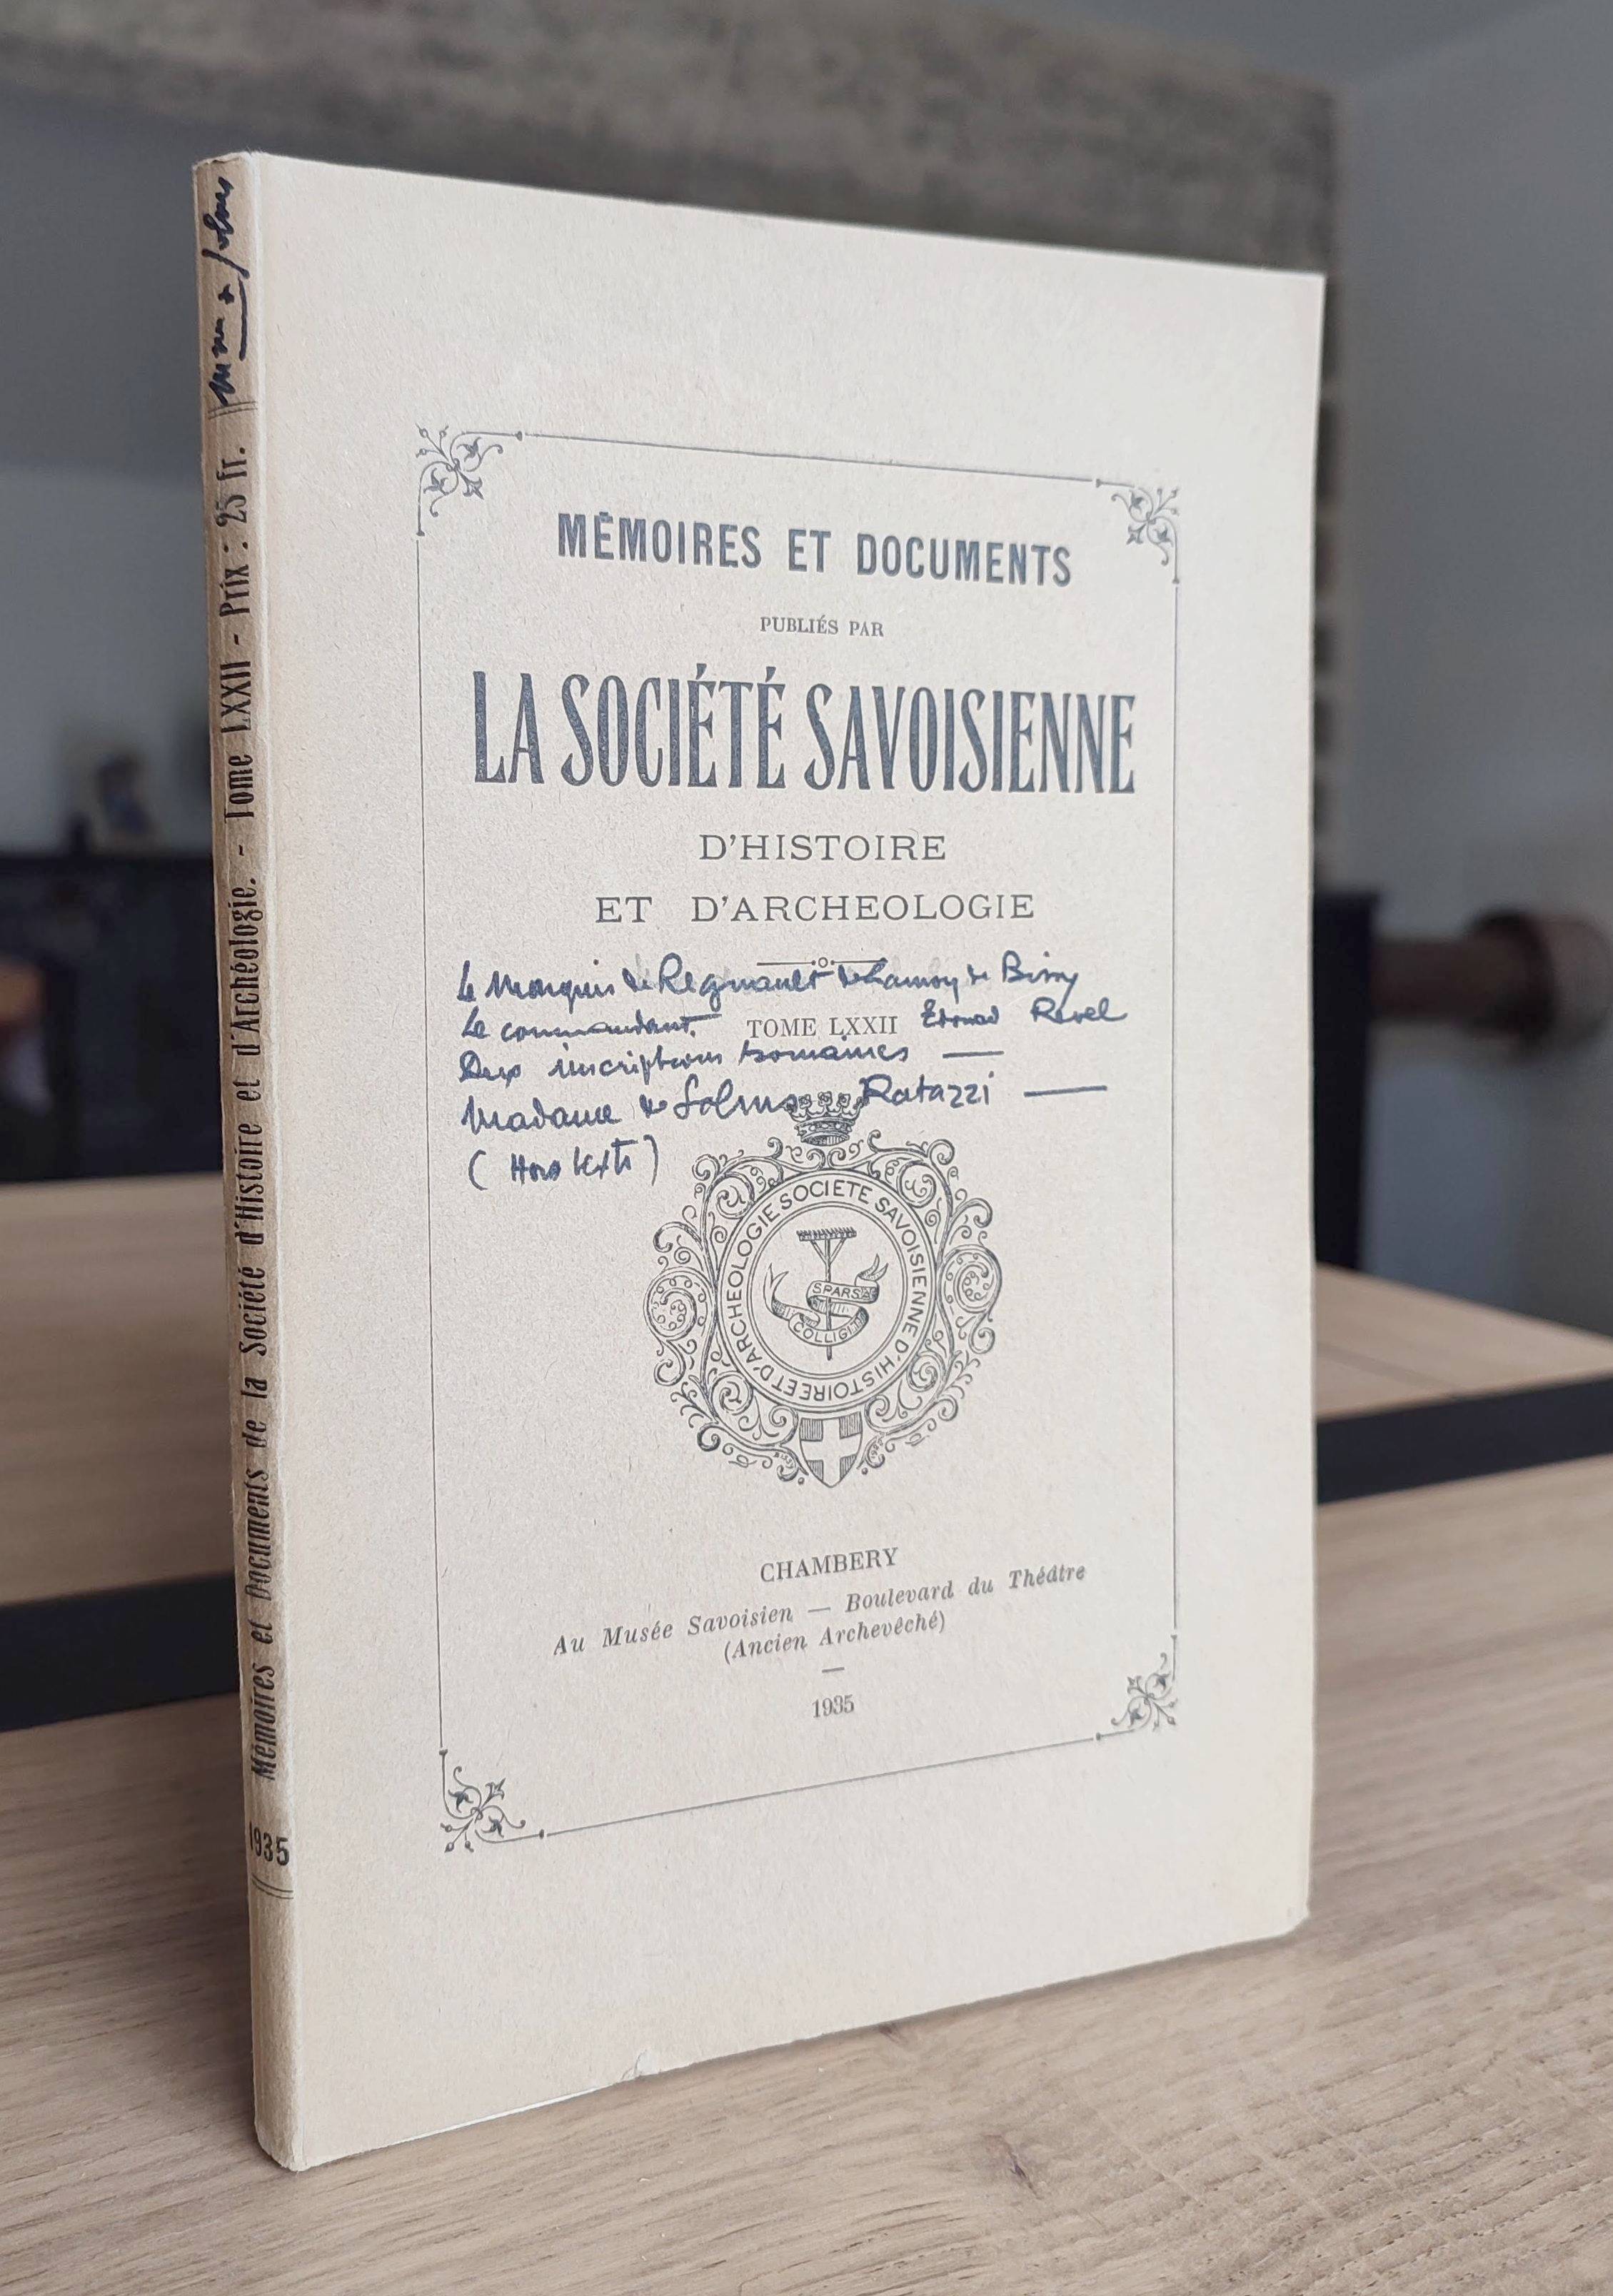 MÉMOIRES ET DOCUMENTS
PUBLIÉS PAR
LA SOCIÉTÉ SAVOISIENNE
D'HISTOIRE
ET D'ARCHEOLOGIE
Le Marquis de Regnault de Lannoy de Bissy
Le commandant Edouard Revel
TOME LXXII
Deux inscriptions romaines —
Madame de Solms Ratazzi —
(Hors texte)
SOCIETE SAVOISIENNE D'HISTOIRE ET D'ARCHEOLOGIE
SPARSA
COLLIGIT
CHAMBERY
Au Musée Savoisien — Boulevard du Théâtre
(Ancien Archevêché)
1935
Mémoires et Documents de la Société d'Histoire et d'Archéologie. - Tome LXXII - Prix : 25 fr.
1935